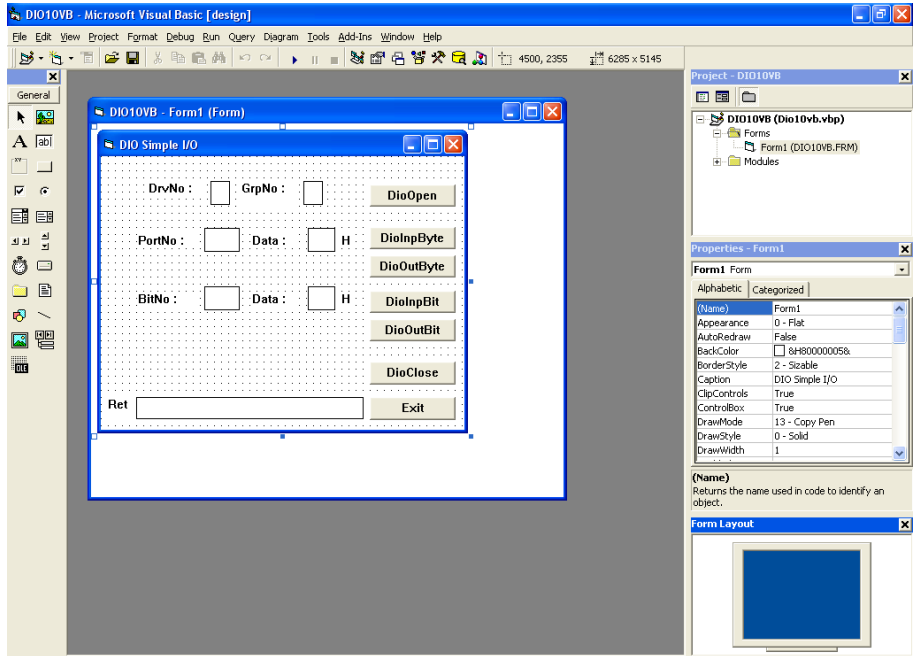 DIO10VB - Microsoft Visual Basic [design]
File Edit View Project Format Debug Run Query Diagram Tools Add-Ins Window Help
4500, 2355 6285 x 5145
General
A ab|
xv
OLE
DIO10VB - Form1 (Form)
DIO Simple I/O
DrvNo : GrpNo : DioOpen
PortNo : Data : H DioInpByte
DioOutByte
BitNo : Data : H DioInpBit
DioOutBit
DioClose
Ret Exit
Project - DIO10VB
DIO10VB (Dio10vb.vbp)
Forms
Form1 (DIO10VB.FRM)
Modules
Properties - Form1
Form1 Form
Alphabetic Categorized
(Name) Form1
Appearance 0 - Flat
AutoRedraw False
BackColor &H80000005&
BorderStyle 2 - Sizable
Caption DIO Simple I/O
ClipControls True
ControlBox True
DrawMode 13 - Copy Pen
DrawStyle 0 - Solid
DrawWidth 1
(Name)
Returns the name used in code to identify an
object.
Form Layout